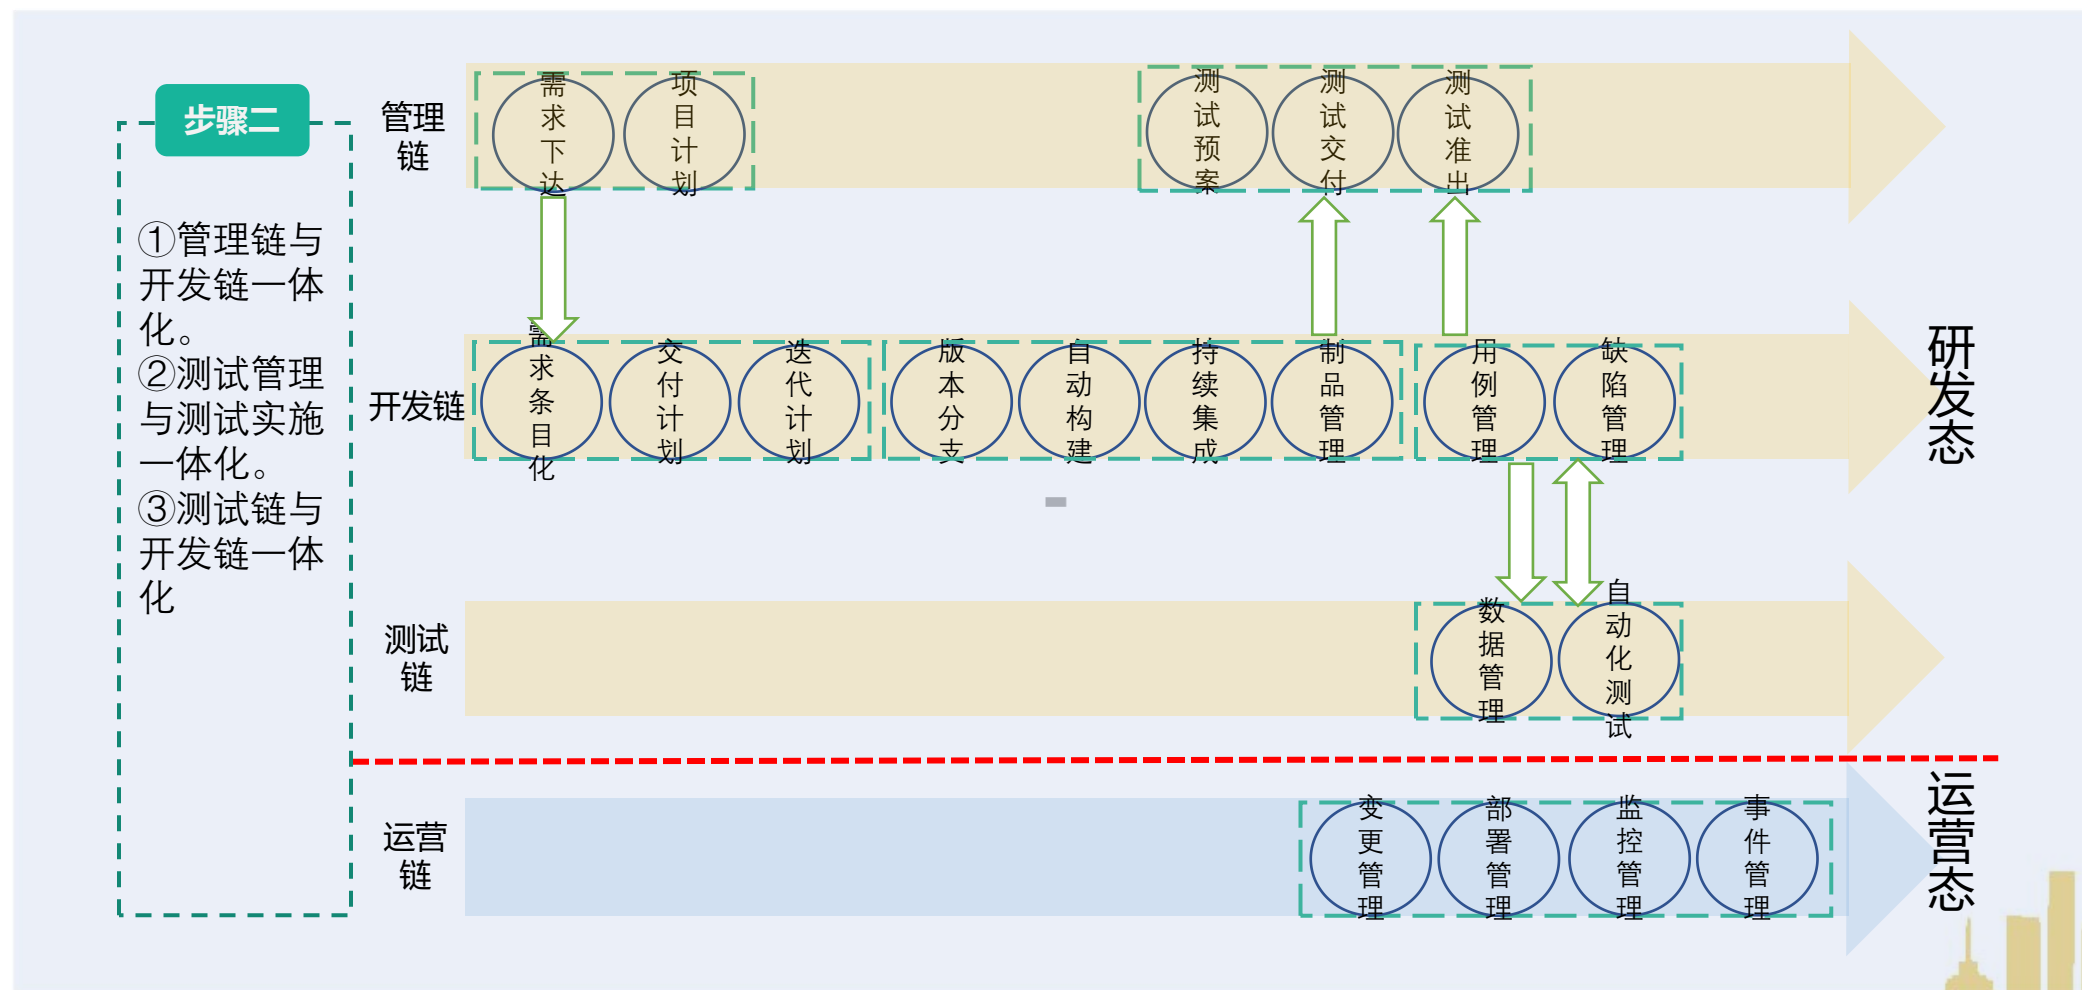 步骤二
①管理链与
开发链一体
化。
②测试管理
与测试实施
一体化。
③测试链与
开发链一体
化
管理
链
需求下达
项目计划
测试预案
测试交付
测试准出
开发链
需求条目化
交付计划
迭代计划
版本分支
自动构建
持续集成
制品管理
用例管理
缺陷管理
研发态
测试
链
数据管理
自动化测试
运营
链
变更管理
部署管理
监控管理
事件管理
运营态